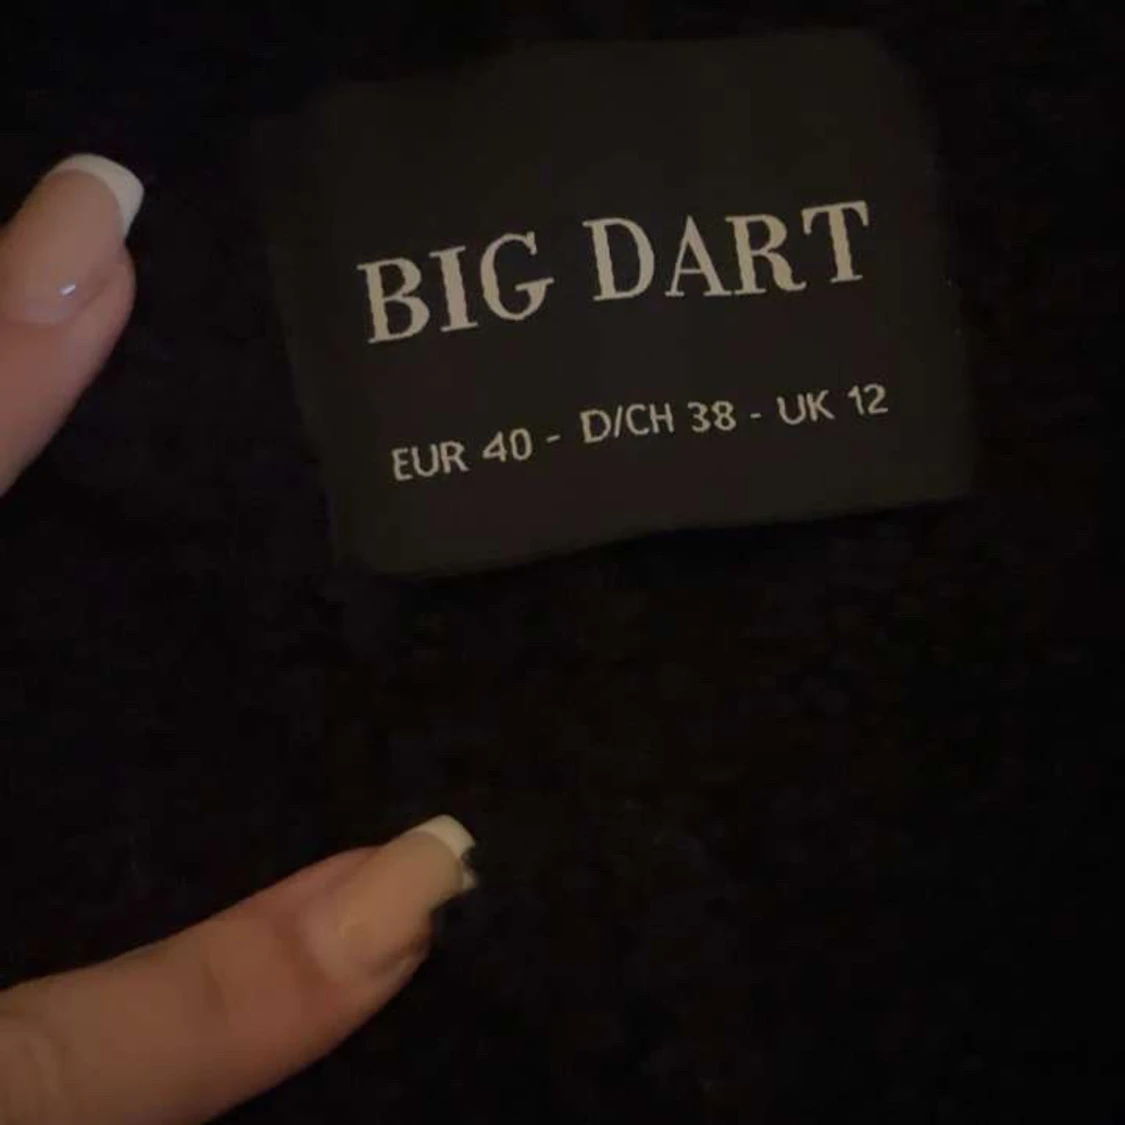 BIG DART
EUR 40 - D/CH 38 - UK 12